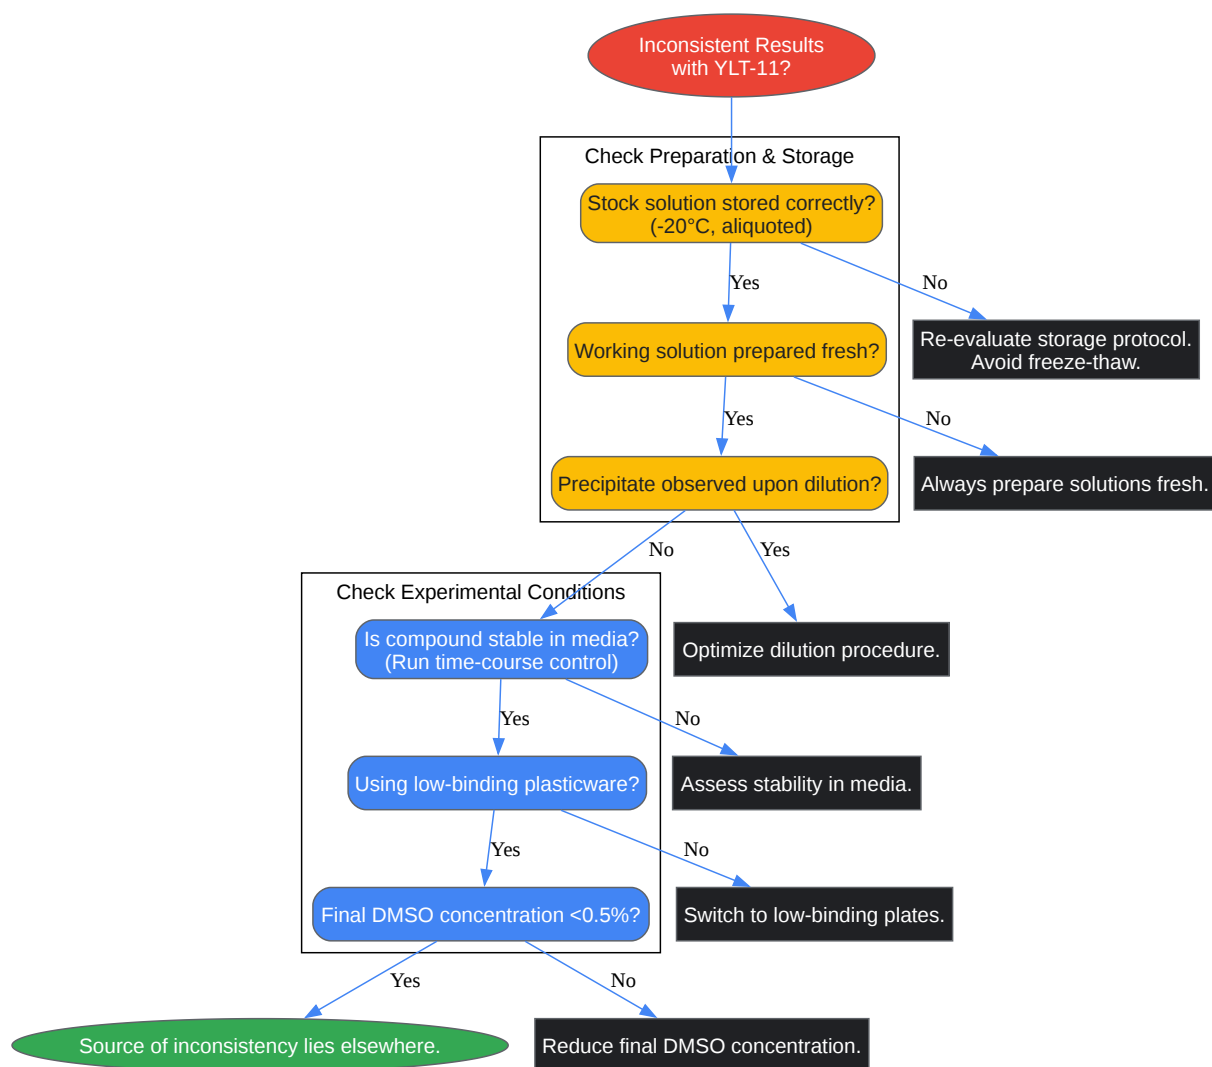 Inconsistent Results
with YLT-11?
Check Preparation & Storage
Stock solution stored correctly?
(-20°C, aliquoted)
Yes
No
Working solution prepared fresh?
Re-evaluate storage protocol.
Avoid freeze-thaw.
Yes
No
Precipitate observed upon dilution?
Always prepare solutions fresh.
No
Yes
Check Experimental Conditions
Is compound stable in media?
(Run time-course control)
Optimize dilution procedure.
Yes
No
Using low-binding plasticware?
Assess stability in media.
Yes
No
Final DMSO concentration <0.5%?
Switch to low-binding plates.
Yes
No
Source of inconsistency lies elsewhere.
Reduce final DMSO concentration.